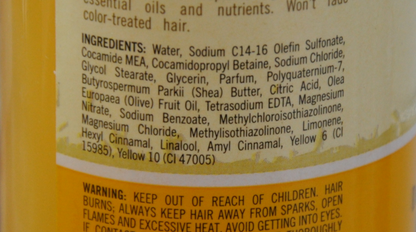 essential oils and nutrients. Won't fade
color-treated hair.
INGREDIENTS: Water, Sodium C14-16 Olefin Sulfonate,
Cocamide MEA, Cocamidopropyl Betaine, Sodium Chloride,
Glycol Stearate, Glycerin, Parfum, Polyquaternium-7,
Butyrospermum Parkii (Shea) Butter, Citric Acid, Olea
Europaea (Olive) Fruit Oil, Tetrasodium EDTA, Magnesium
Nitrate, Sodium Benzoate, Methylchloroisothiazolinone,
Magnesium Chloride, Methylisothiazolinone, Limonene,
Hexyl Cinnamal, Linalool, Amyl Cinnamal, Yellow 6 (CI
15985), Yellow 10 (CI 47005)
WARNING: KEEP OUT OF REACH OF CHILDREN. HAIR
BURNS; ALWAYS KEEP HAIR AWAY FROM SPARKS, OPEN
FLAMES AND EXCESSIVE HEAT. AVOID GETTING INTO EYES.
IF CONTACT THOROUGHLY